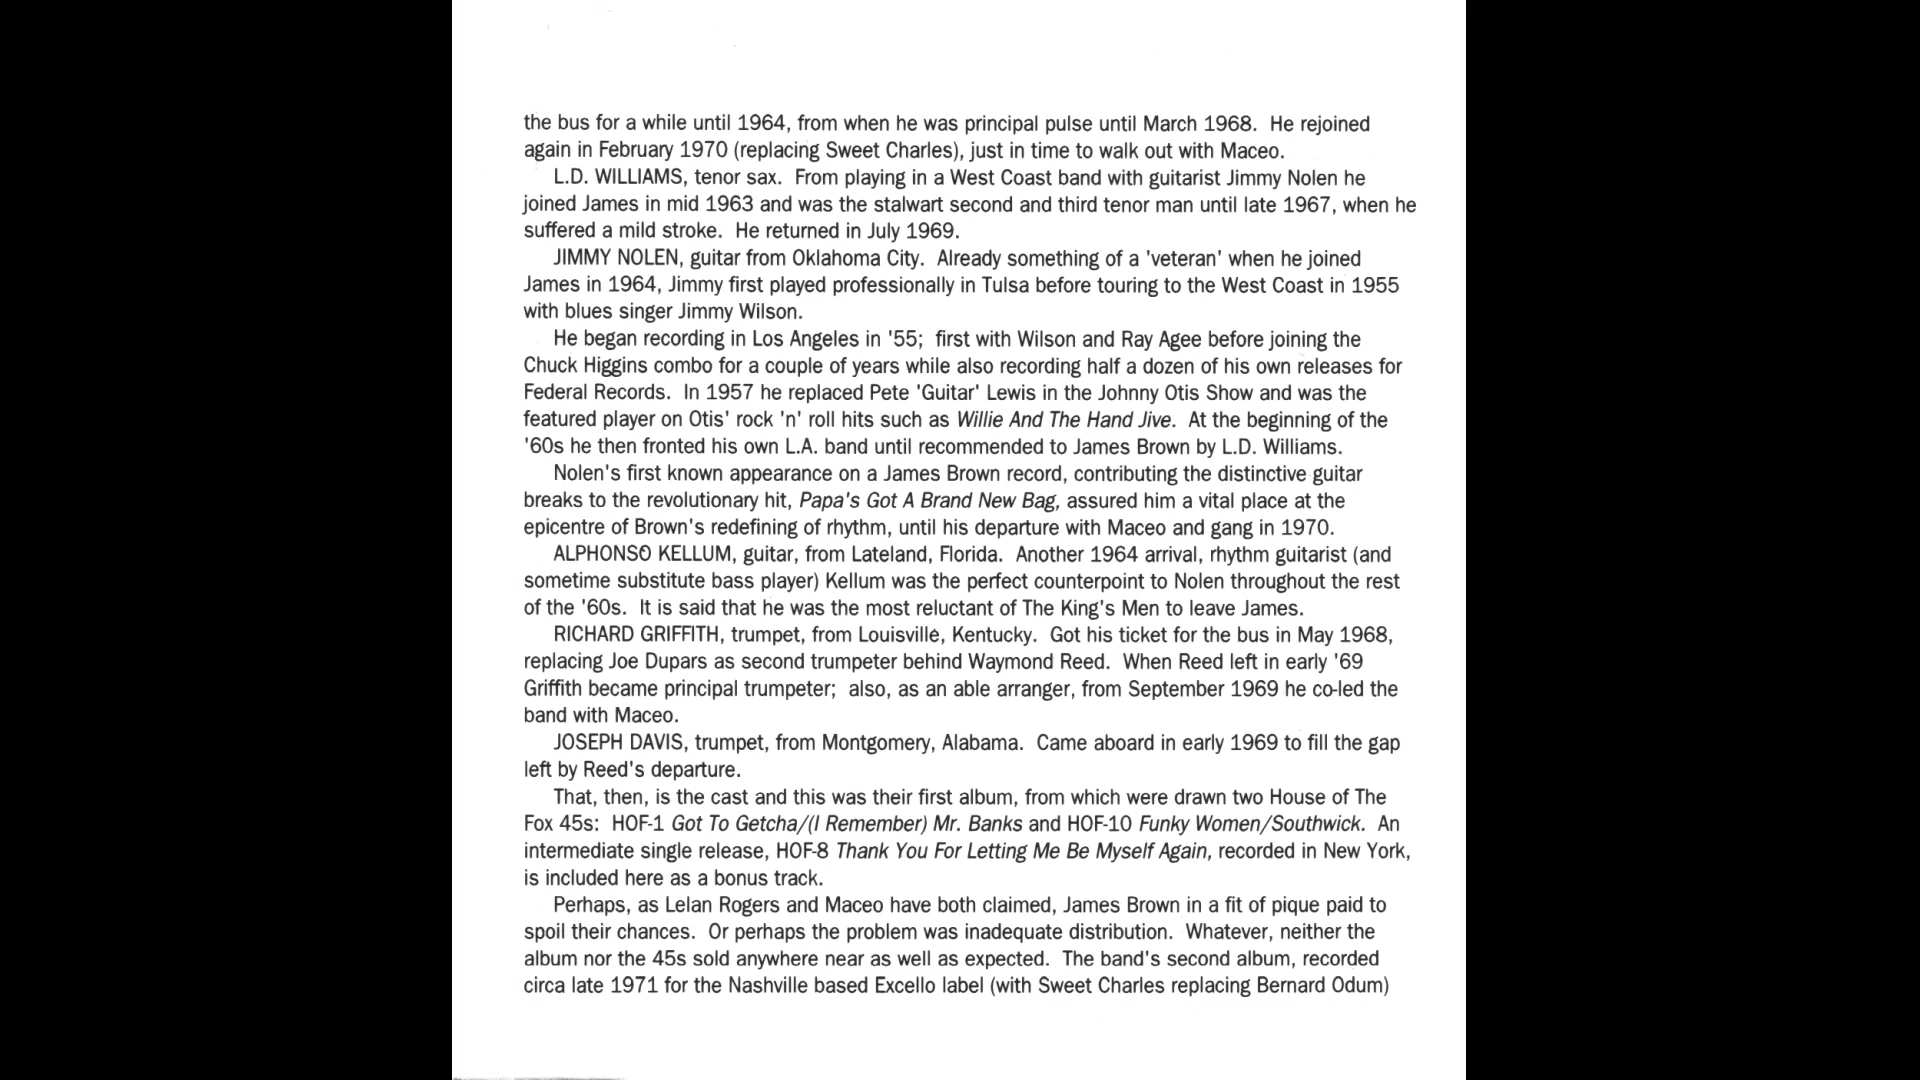 the bus for a while until 1964, from when he was principal pulse until March 1968.  He rejoined
again in February 1970 (replacing Sweet Charles), just in time to walk out with Maceo.
L.D. WILLIAMS, tenor sax.  From playing in a West Coast band with guitarist Jimmy Nolen he
joined James in mid 1963 and was the stalwart second and third tenor man until late 1967, when he
suffered a mild stroke.  He returned in July 1969.
JIMMY NOLEN, guitar from Oklahoma City.  Already something of a 'veteran' when he joined
James in 1964, Jimmy first played professionally in Tulsa before touring to the West Coast in 1955
with blues singer Jimmy Wilson.
He began recording in Los Angeles in '55;  first with Wilson and Ray Agee before joining the
Chuck Higgins combo for a couple of years while also recording half a dozen of his own releases for
Federal Records.  In 1957 he replaced Pete 'Guitar' Lewis in the Johnny Otis Show and was the
featured player on Otis' rock 'n' roll hits such as Willie And The Hand Jive.  At the beginning of the
'60s he then fronted his own L.A. band until recommended to James Brown by L.D. Williams.
Nolen's first known appearance on a James Brown record, contributing the distinctive guitar
breaks to the revolutionary hit, Papa's Got A Brand New Bag, assured him a vital place at the
epicentre of Brown's redefining of rhythm, until his departure with Maceo and gang in 1970.
ALPHONSO KELLUM, guitar, from Lateland, Florida.  Another 1964 arrival, rhythm guitarist (and
sometime substitute bass player) Kellum was the perfect counterpoint to Nolen throughout the rest
of the '60s.  It is said that he was the most reluctant of The King's Men to leave James.
RICHARD GRIFFITH, trumpet, from Louisville, Kentucky.  Got his ticket for the bus in May 1968,
replacing Joe Dupars as second trumpeter behind Waymond Reed.  When Reed left in early '69
Griffith became principal trumpeter;  also, as an able arranger, from September 1969 he co-led the
band with Maceo.
JOSEPH DAVIS, trumpet, from Montgomery, Alabama.  Came aboard in early 1969 to fill the gap
left by Reed's departure.
That, then, is the cast and this was their first album, from which were drawn two House of The
Fox 45s:  HOF-1 Got To Getcha/(I Remember) Mr. Banks and HOF-10 Funky Women/Southwick.  An
intermediate single release, HOF-8 Thank You For Letting Me Be Myself Again, recorded in New York,
is included here as a bonus track.
Perhaps, as Lelan Rogers and Maceo have both claimed, James Brown in a fit of pique paid to
spoil their chances.  Or perhaps the problem was inadequate distribution.  Whatever, neither the
album nor the 45s sold anywhere near as well as expected.  The band's second album, recorded
circa late 1971 for the Nashville based Excello label (with Sweet Charles replacing Bernard Odum)